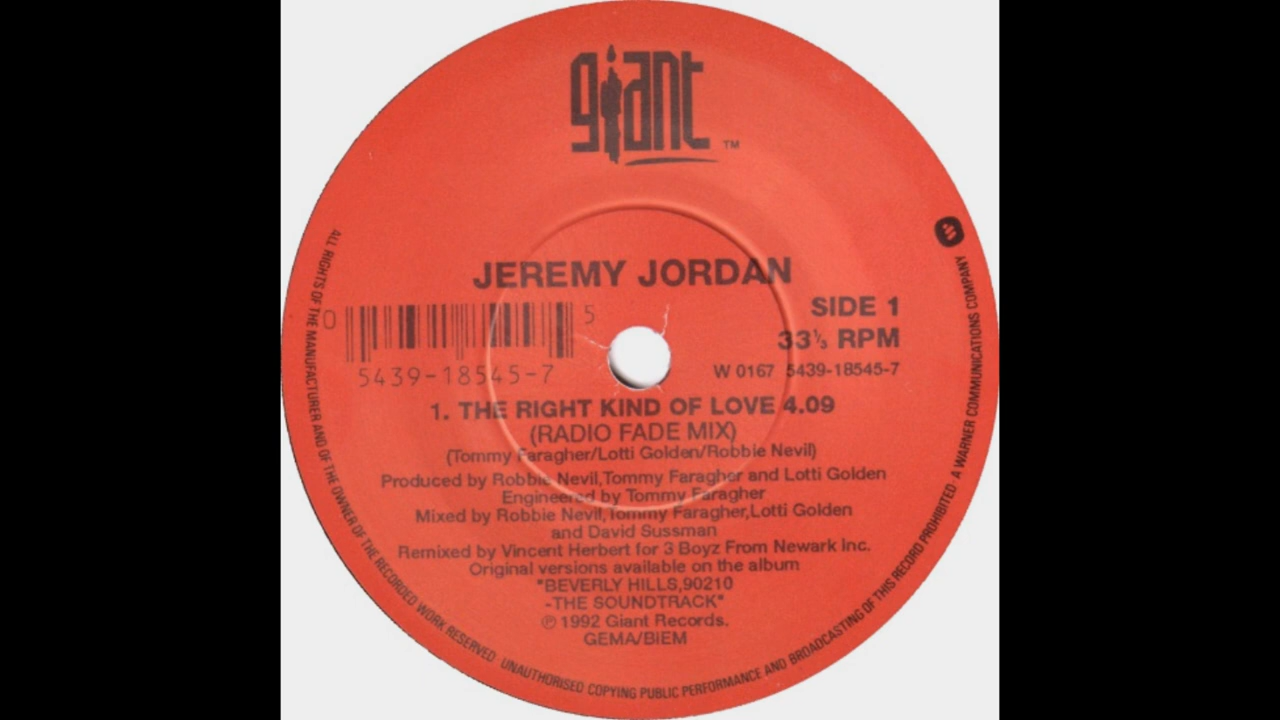 giant ™
JEREMY JORDAN
SIDE 1
33⅓ RPM
0 5
5439-18545-7
W 0167 5439-18545-7
1. THE RIGHT KIND OF LOVE 4.09
(RADIO FADE MIX)
(Tommy Faragher/Lotti Golden/Robbie Nevil)
Produced by Robbie Nevil,Tommy Faragher and Lotti Golden
Engineered by Tommy Faragher
Mixed by Robbie Nevil,Tommy Faragher,Lotti Golden
and David Sussman
Remixed by Vincent Herbert for 3 Boyz From Newark Inc.
Original versions available on the album
"BEVERLY HILLS,90210
-THE SOUNDTRACK"
℗ 1992 Giant Records.
GEMA/BIEM
ALL RIGHTS OF THE MANUFACTURER AND OF THE OWNER OF THE RECORDED WORK RESERVED UNAUTHORISED COPYING PUBLIC PERFORMANCE AND BROADCASTING OF THIS RECORD PROHIBITED A WARNER COMMUNICATIONS COMPANY